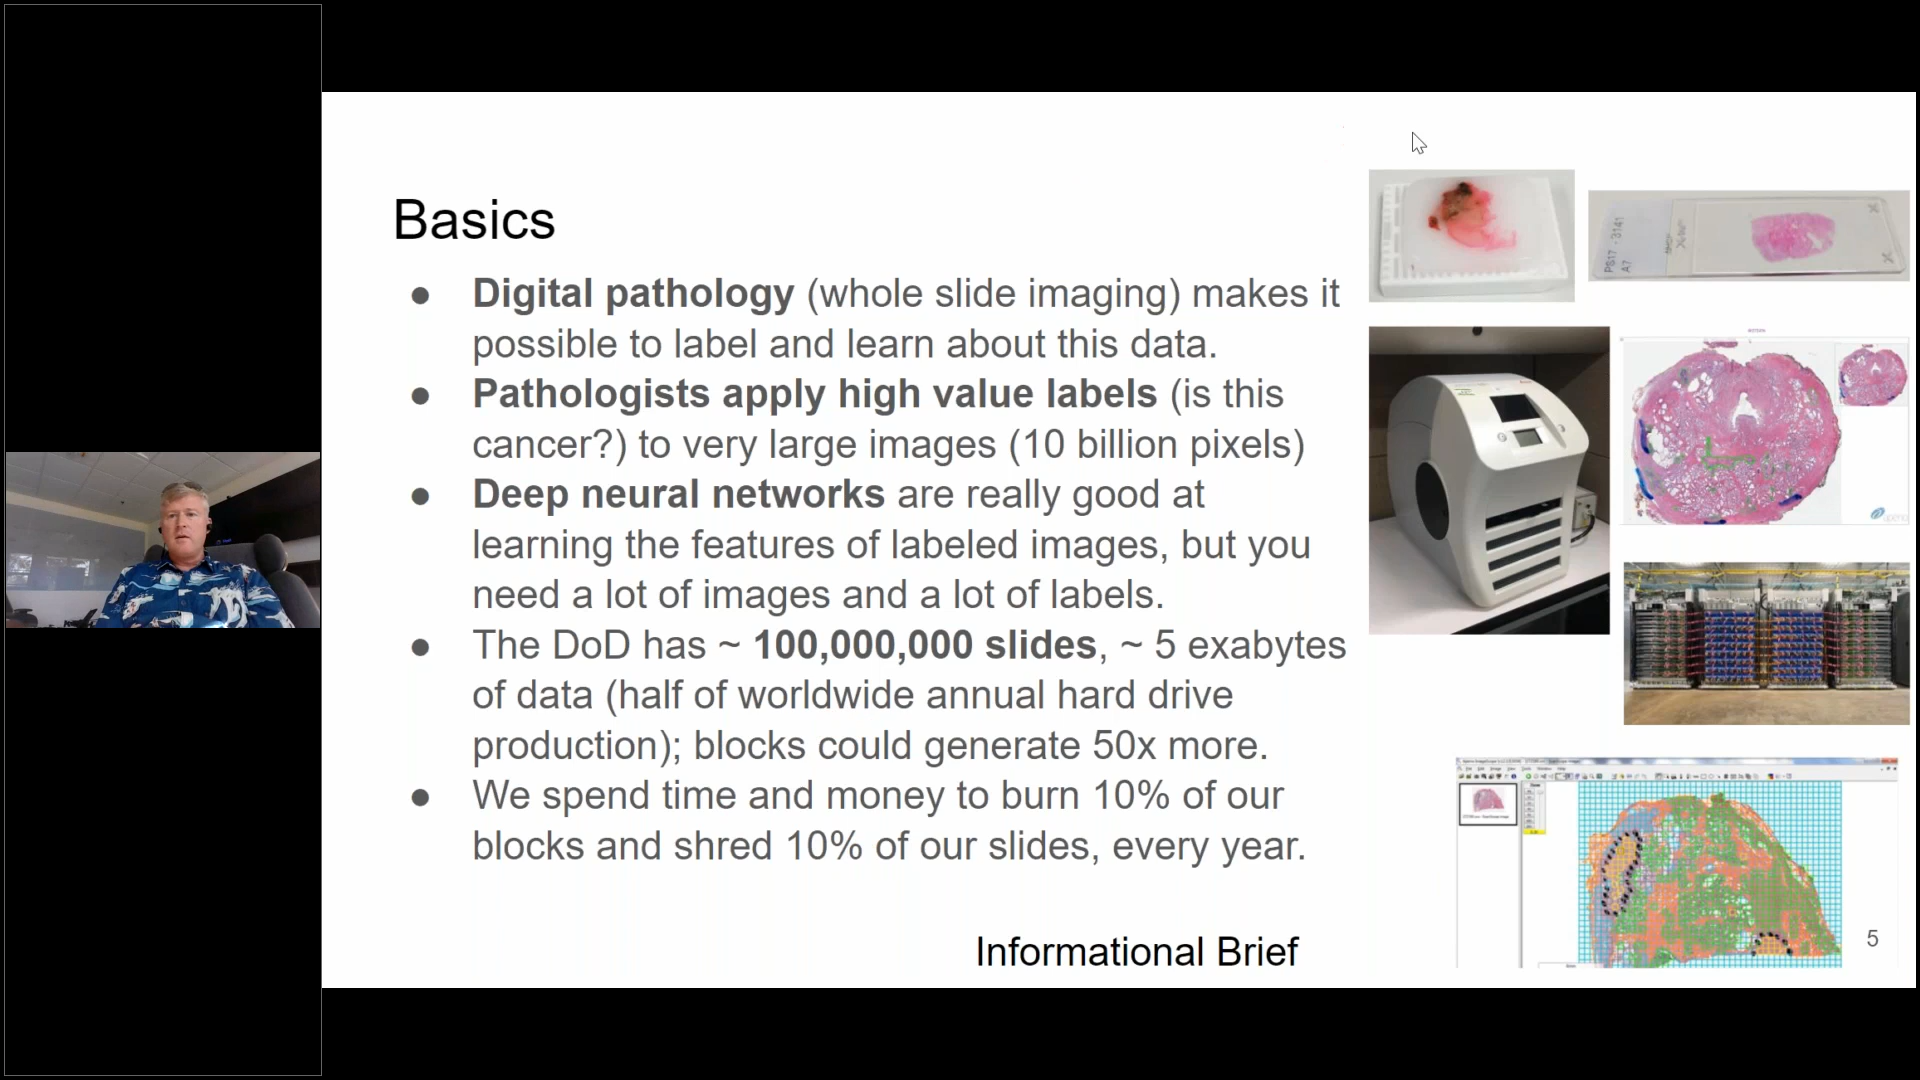 Basics
● Digital pathology (whole slide imaging) makes it
possible to label and learn about this data.
● Pathologists apply high value labels (is this
cancer?) to very large images (10 billion pixels)
● Deep neural networks are really good at
learning the features of labeled images, but you
need a lot of images and a lot of labels.
● The DoD has ~ 100,000,000 slides, ~ 5 exabytes
of data (half of worldwide annual hard drive
production); blocks could generate 50x more.
● We spend time and money to burn 10% of our
blocks and shred 10% of our slides, every year.
Informational Brief
PS17-3141
A7
5